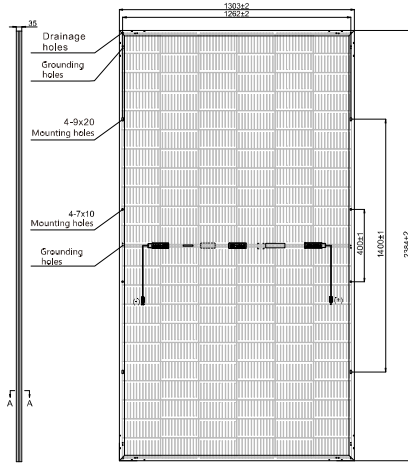 1303±2
1262±2
35
Drainage
holes
Grounding
holes
4-9x20
Mounting holes
4-7x10
Mounting holes
Grounding
holes
400±1
1400±1
2384±2
(-)
(+)
A A